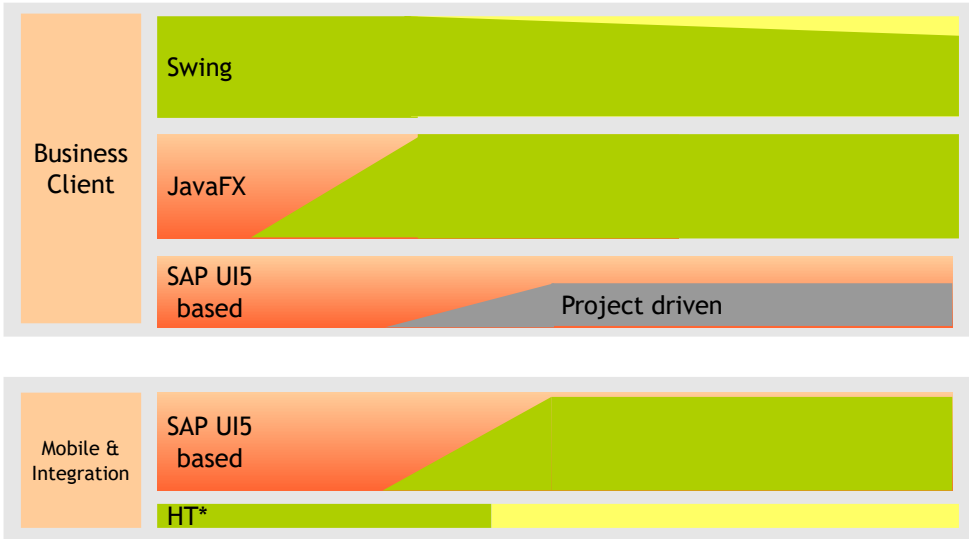 Business
Client
Swing
JavaFX
SAP UI5
based
Project driven
Mobile &
Integration
SAP UI5
based
HT*